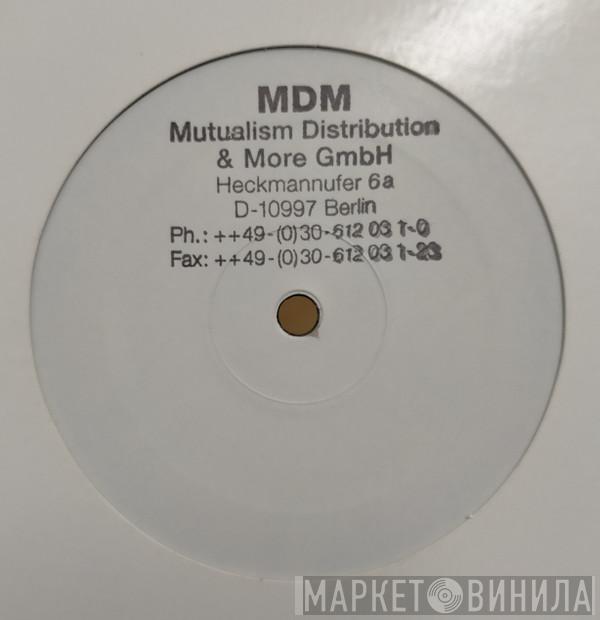 MDM
Mutualism Distribution
& More GmbH
Heckmannufer 6a
D-10997 Berlin
Ph.: ++49-(0)30-612 03 1-0
Fax: ++49-(0)30-612 03 1-23
МАРКЕТ ВИНИЛА